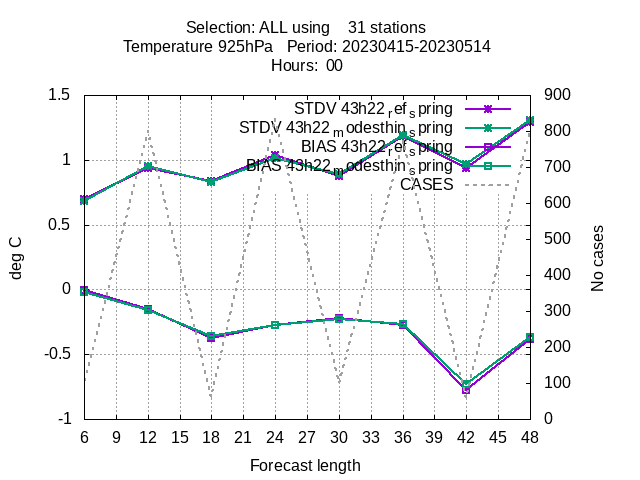 Selection: ALL using 31 stations
Temperature 925hPa Period: 20230415-20230514
Hours: 00
1.5
1
0.5
0
-0.5
-1
deg C
STDV 43h22_ref_spring
STDV 43h22_modesthin_spring
BIAS 43h22_ref_spring
BIAS 43h22_modesthin_spring
CASES
900
800
700
600
500
400
300
200
100
0
No cases
6 9 12 15 18 21 24 27 30 33 36 39 42 45 48
Forecast length